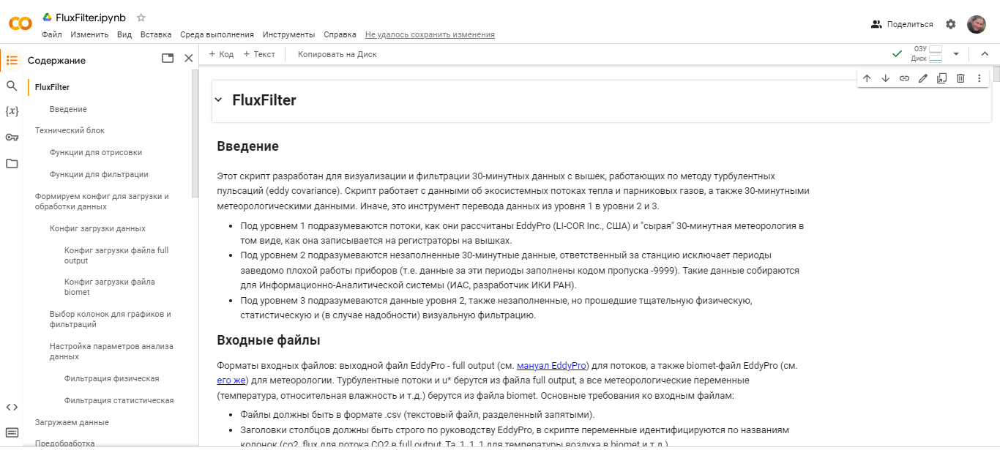 FluxFilter.ipynb
Файл Изменить Вид Вставка Среда выполнения Инструменты Справка Не удалось сохранить изменения
Поделиться
Содержание
+ Код + Текст Копировать на Диск
ОЗУ
Диск
FluxFilter
Введение
Технический блок
Функции для отрисовки
Функции для фильтрации
Формируем конфиг для загрузки и
обработки данных
Конфиг загрузки данных
Конфиг загрузки файла full
output
Конфиг загрузки файла
biomet
Выбор колонок для графиков и
фильтраций
Настройка параметров анализа
данных
Фильтрация физическая
Фильтрация статистическая
Загружаем данные
Предобработка
{x}
FluxFilter
Введение
Этот скрипт разработан для визуализации и фильтрации 30-минутных данных с вышек, работающих по методу турбулентных
пульсаций (eddy covariance). Скрипт работает с данными об экосистемных потоках тепла и парниковых газов, а также 30-минутными
метеорологическими данными. Иначе, это инструмент перевода данных из уровня 1 в уровни 2 и 3.
• Под уровнем 1 подразумеваются потоки, как они рассчитаны EddyPro (LI-COR Inc., США) и "сырая" 30-минутная метеорология в
том виде, как она записывается на регистраторы на вышках.
• Под уровнем 2 подразумеваются незаполненные 30-минутные данные, ответственный за станцию исключает периоды
заведомо плохой работы приборов (т.е. данные за эти периоды заполнены кодом пропуска -9999). Такие данные собираются
для Информационно-Аналитической системы (ИАС, разработчик ИКИ РАН).
• Под уровнем 3 подразумеваются данные уровня 2, также незаполненные, но прошедшие тщательную физическую,
статистическую и (в случае надобности) визуальную фильтрацию.
Входные файлы
Форматы входных файлов: выходной файл EddyPro - full output (см. мануал EddyPro) для потоков, а также biomet-файл EddyPro (см.
его же) для метеорологии. Турбулентные потоки и u* берутся из файла full output, а все метеорологические переменные
(температура, относительная влажность и т.д.) берутся из файла biomet. Основные требования ко входным файлам:
• Файлы должны быть в формате .csv (текстовый файл, разделенный запятыми).
• Заголовки столбцов должны быть строго по руководству EddyPro, в скрипте переменные идентифицируются по названиям
колонок (co2_flux для потока CO2 в full output, Ta_1_1_1 для температуры воздуха в biomet и т.д.)